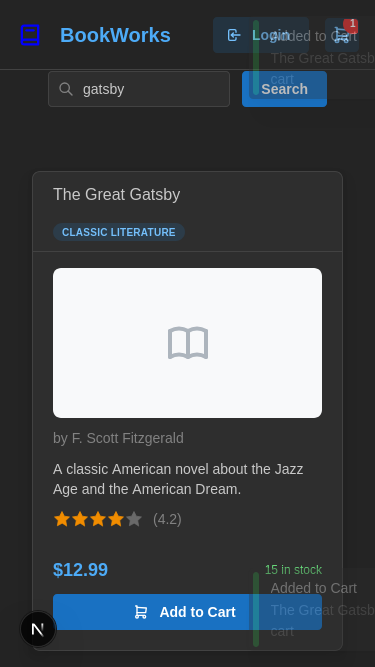 BookWorks
Login
1
Added to Cart
The Great Gatsb
cart
gatsby
Search
The Great Gatsby
CLASSIC LITERATURE
by F. Scott Fitzgerald
A classic American novel about the Jazz
Age and the American Dream.
(4.2)
$12.99
15 in stock
Added to Cart
The Great Gatsb
cart
Add to Cart
N